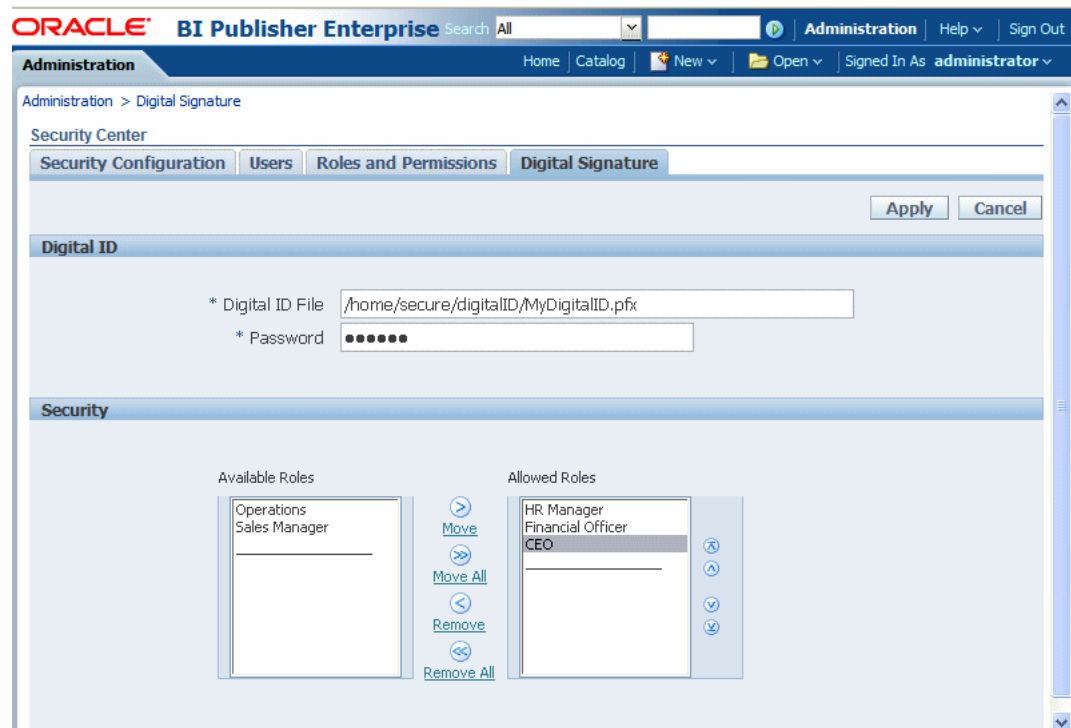 ORACLE BI Publisher Enterprise Search All Administration Help Sign Out
Administration Home Catalog New Open Signed In As administrator
Administration > Digital Signature
Security Center
Security Configuration Users Roles and Permissions Digital Signature
Apply Cancel
Digital ID
* Digital ID File /home/secure/digitalID/MyDigitalID.pfx
* Password ●●●●●●
Security
Available Roles Allowed Roles
Operations HR Manager
Sales Manager Move Financial Officer
CEO
Move All
Remove
Remove All